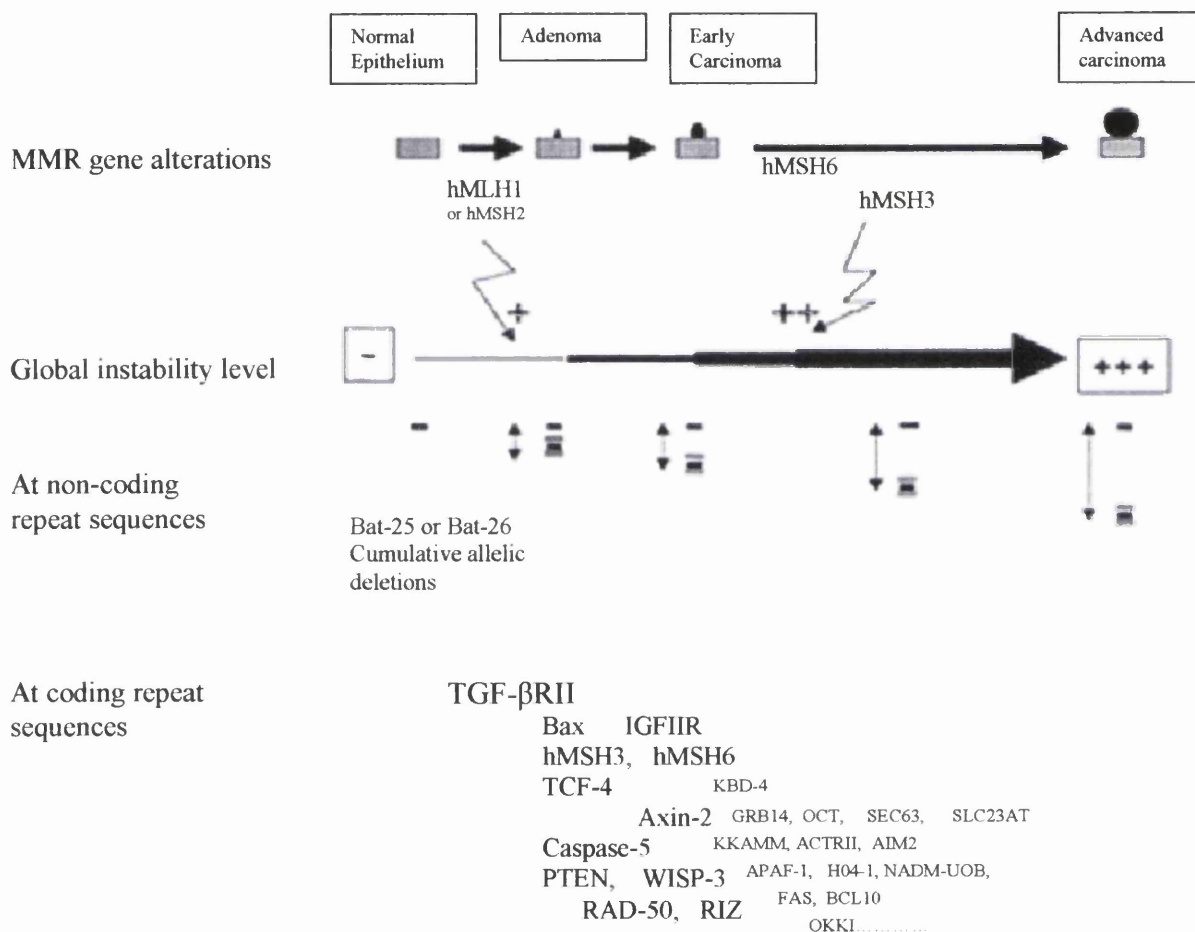 Normal Epithelium
Adenoma
Early Carcinoma
Advanced carcinoma
MMR gene alterations
hMLH1
or hMSH2
hMSH6
hMSH3
+
++
-
+++
Global instability level
At non-coding
repeat sequences
Bat-25 or Bat-26
Cumulative allelic
deletions
At coding repeat
sequences
TGF-βRII
Bax IGFIIR
hMSH3, hMSH6
TCF-4 KBD-4
Axin-2 GRB14, OCT, SEC63, SLC23AT
Caspase-5 KKAMM, ACTRII, AIM2
PTEN, WISP-3 APAF-1, H04-1, NADM-UOB,
RAD-50, RIZ FAS, BCL10
OKKI............